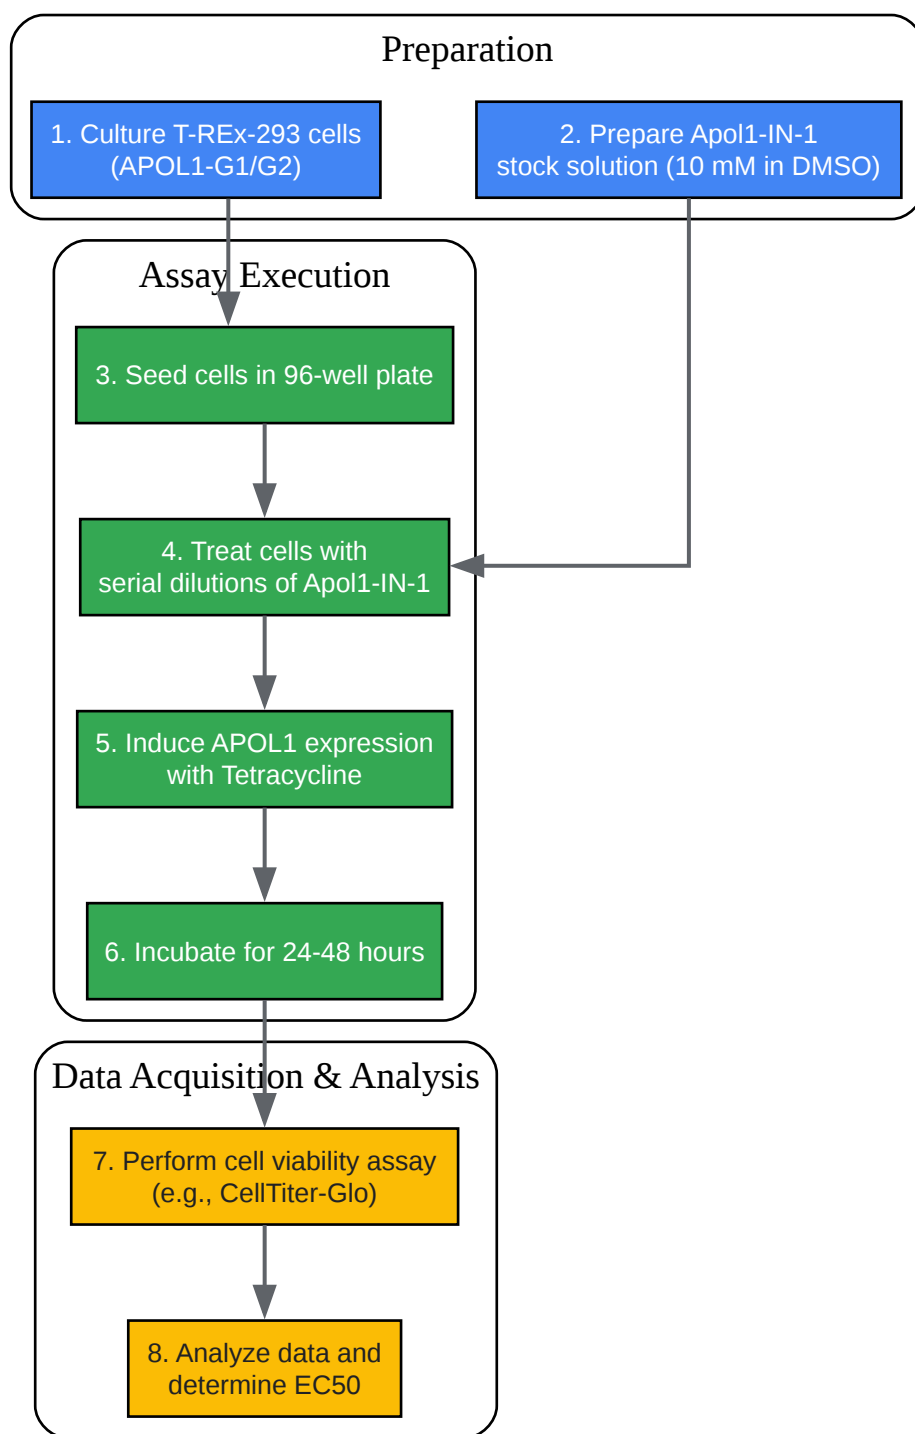 Preparation
1. Culture T-REx-293 cells
(APOL1-G1/G2)
2. Prepare Apol1-IN-1
stock solution (10 mM in DMSO)
Assay Execution
3. Seed cells in 96-well plate
4. Treat cells with
serial dilutions of Apol1-IN-1
5. Induce APOL1 expression
with Tetracycline
6. Incubate for 24-48 hours
Data Acquisition & Analysis
7. Perform cell viability assay
(e.g., CellTiter-Glo)
8. Analyze data and
determine EC50